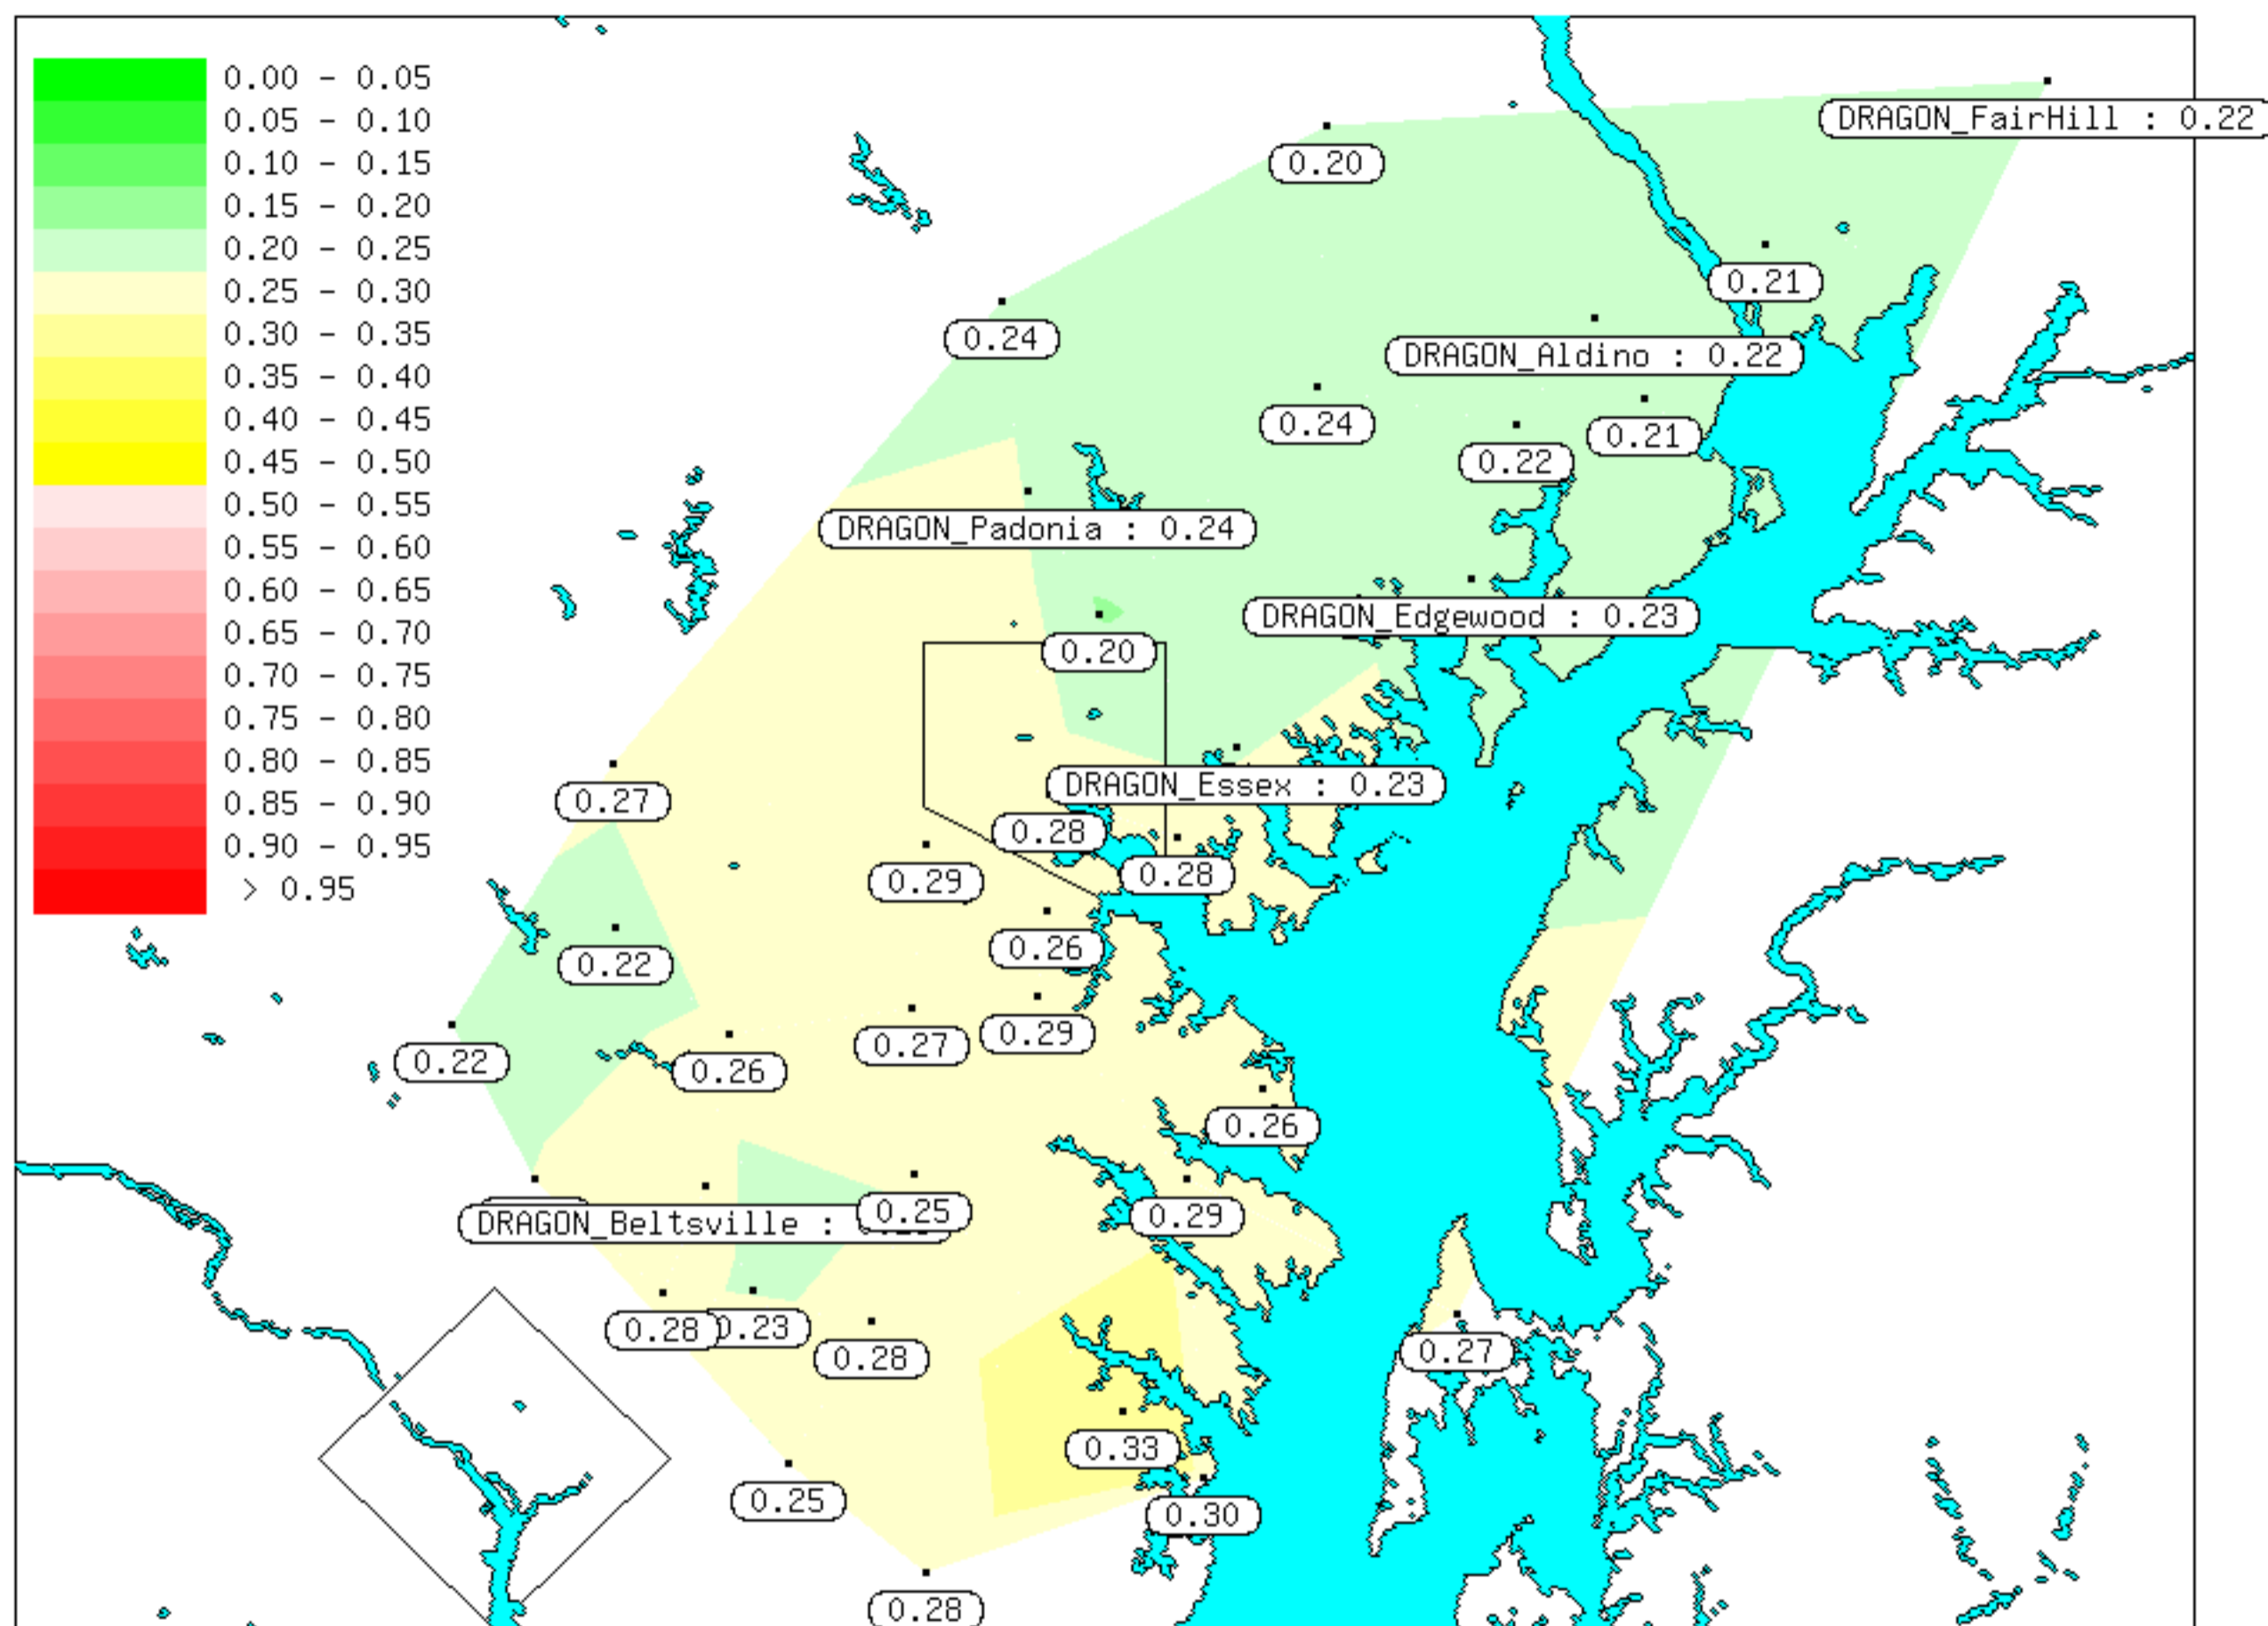 0.00 - 0.05
0.05 - 0.10
0.10 - 0.15
0.15 - 0.20
0.20 - 0.25
0.25 - 0.30
0.30 - 0.35
0.35 - 0.40
0.40 - 0.45
0.45 - 0.50
0.50 - 0.55
0.55 - 0.60
0.60 - 0.65
0.65 - 0.70
0.70 - 0.75
0.75 - 0.80
0.80 - 0.85
0.85 - 0.90
0.90 - 0.95
> 0.95
DRAGON_FairHill : 0.22
0.20
0.21
0.24
DRAGON_Aldino : 0.22
0.24
0.21
0.22
DRAGON_Padonia : 0.24
DRAGON_Edgewood : 0.23
0.20
DRAGON_Essex : 0.23
0.27
0.28
0.28
0.29
0.26
0.22
0.29
0.27
0.22
0.26
0.26
0.25
0.29
DRAGON_Beltsville :
0.28
0.23
0.28
0.27
0.33
0.25
0.30
0.28